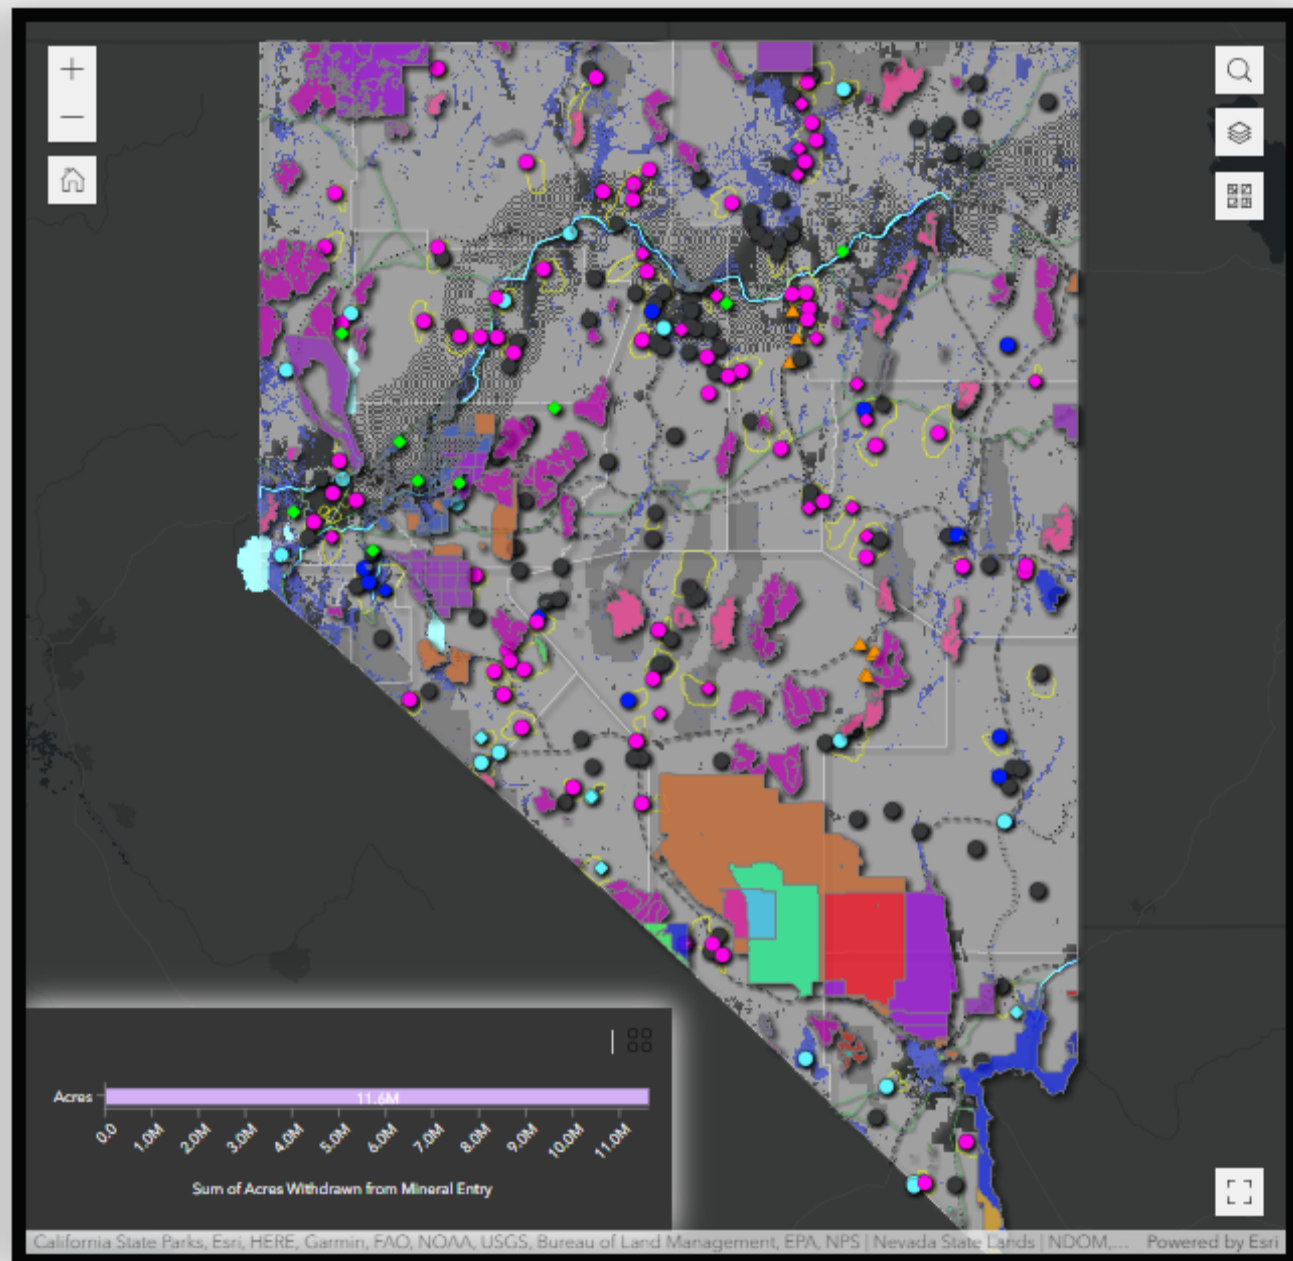 Acres
11.6M
0.0 1.0M 2.0M 3.0M 4.0M 5.0M 6.0M 7.0M 8.0M 9.0M 10.0M 11.0M
Sum of Acres Withdrawn from Mineral Entry
California State Parks, Esri, HERE, Garmin, FAO, NOAA, USGS, Bureau of Land Management, EPA, NPS | Nevada State Lands | NDOM,... Powered by Esri